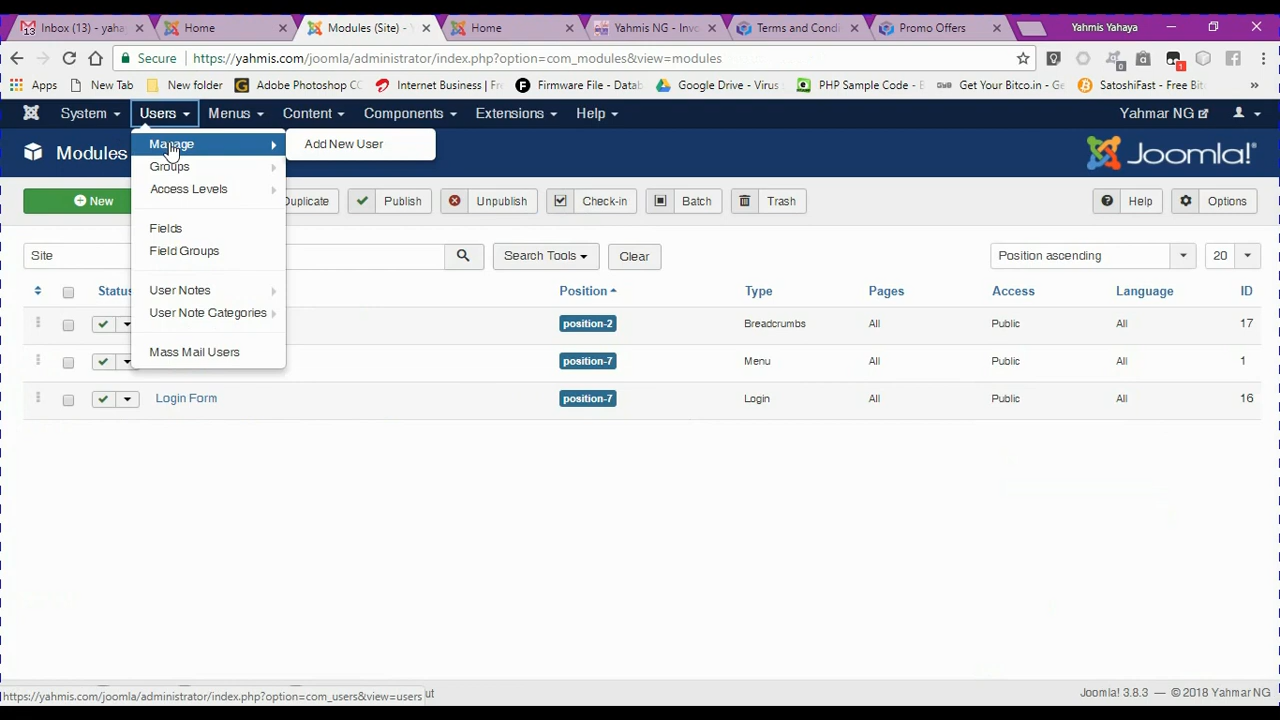 Inbox (13) - yaha
Home
Modules (Site) -
Home
Yahmis NG - Invo
Terms and Condi
Promo Offers
Yahmis Yahaya
Secure
https://yahmis.com/joomla/administrator/index.php?option=com_modules&view=modules
Apps
New Tab
New folder
Adobe Photoshop CC
Internet Business | Fr
Firmware File - Datab
Google Drive - Virus
PHP Sample Code - B
Get Your Bitco.in - G
SatoshiFast - Free Bit
»
System
Users
Menus
Content
Components
Extensions
Help
Yahmar NG
Modules
Joomla!®
Manage
Add New User
Groups
Access Levels
Fields
Field Groups
User Notes
User Note Categories
Mass Mail Users
New
Duplicate
Publish
Unpublish
Check-in
Batch
Trash
Help
Options
Site
Search Tools
Clear
Position ascending
20
Status
Position
Type
Pages
Access
Language
ID
position-2
Breadcrumbs
All
Public
All
17
position-7
Menu
All
Public
All
1
Login Form
position-7
Login
All
Public
All
16
https://yahmis.com/joomla/administrator/index.php?option=com_users&view=users
ut
Joomla! 3.8.3 — © 2018 Yahmar NG